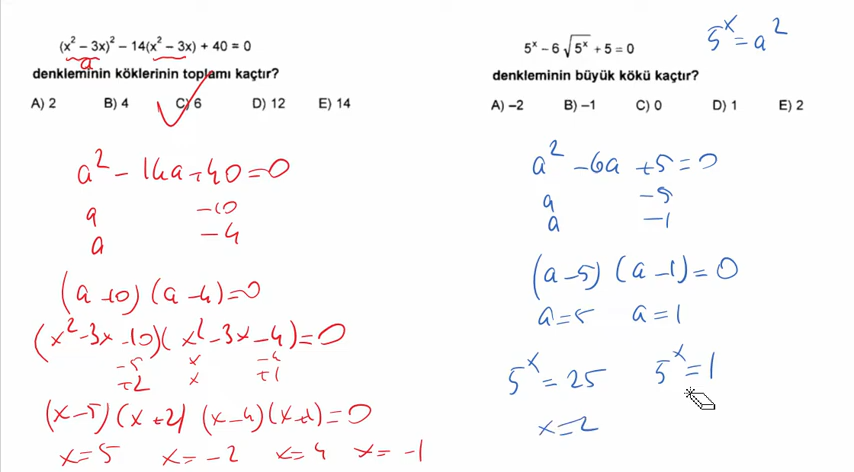 (x² – 3x)² – 14(x² – 3x) + 40 = 0
a
denkleminin köklerinin toplamı kaçtır?
A) 2 B) 4 C) 6 D) 12 E) 14
a² – 14a + 40 = 0
a –10
a –4
(a – 10) (a – 4) = 0
(x² – 3x – 10)(x² – 3x – 4) = 0
–5 x –4
+2 x +1
(x – 5) (x + 2) (x – 4)(x + 1) = 0
x = 5 x = –2 x = 4 x = –1
5ˣ – 6√5ˣ + 5 = 0
5ˣ = a²
denkleminin büyük kökü kaçtır?
A) –2 B) –1 C) 0 D) 1 E) 2
a² – 6a + 5 = 0
a –5
a –1
(a – 5) (a – 1) = 0
a = 5 a = 1
5ˣ = 25 5ˣ = 1
x = 2